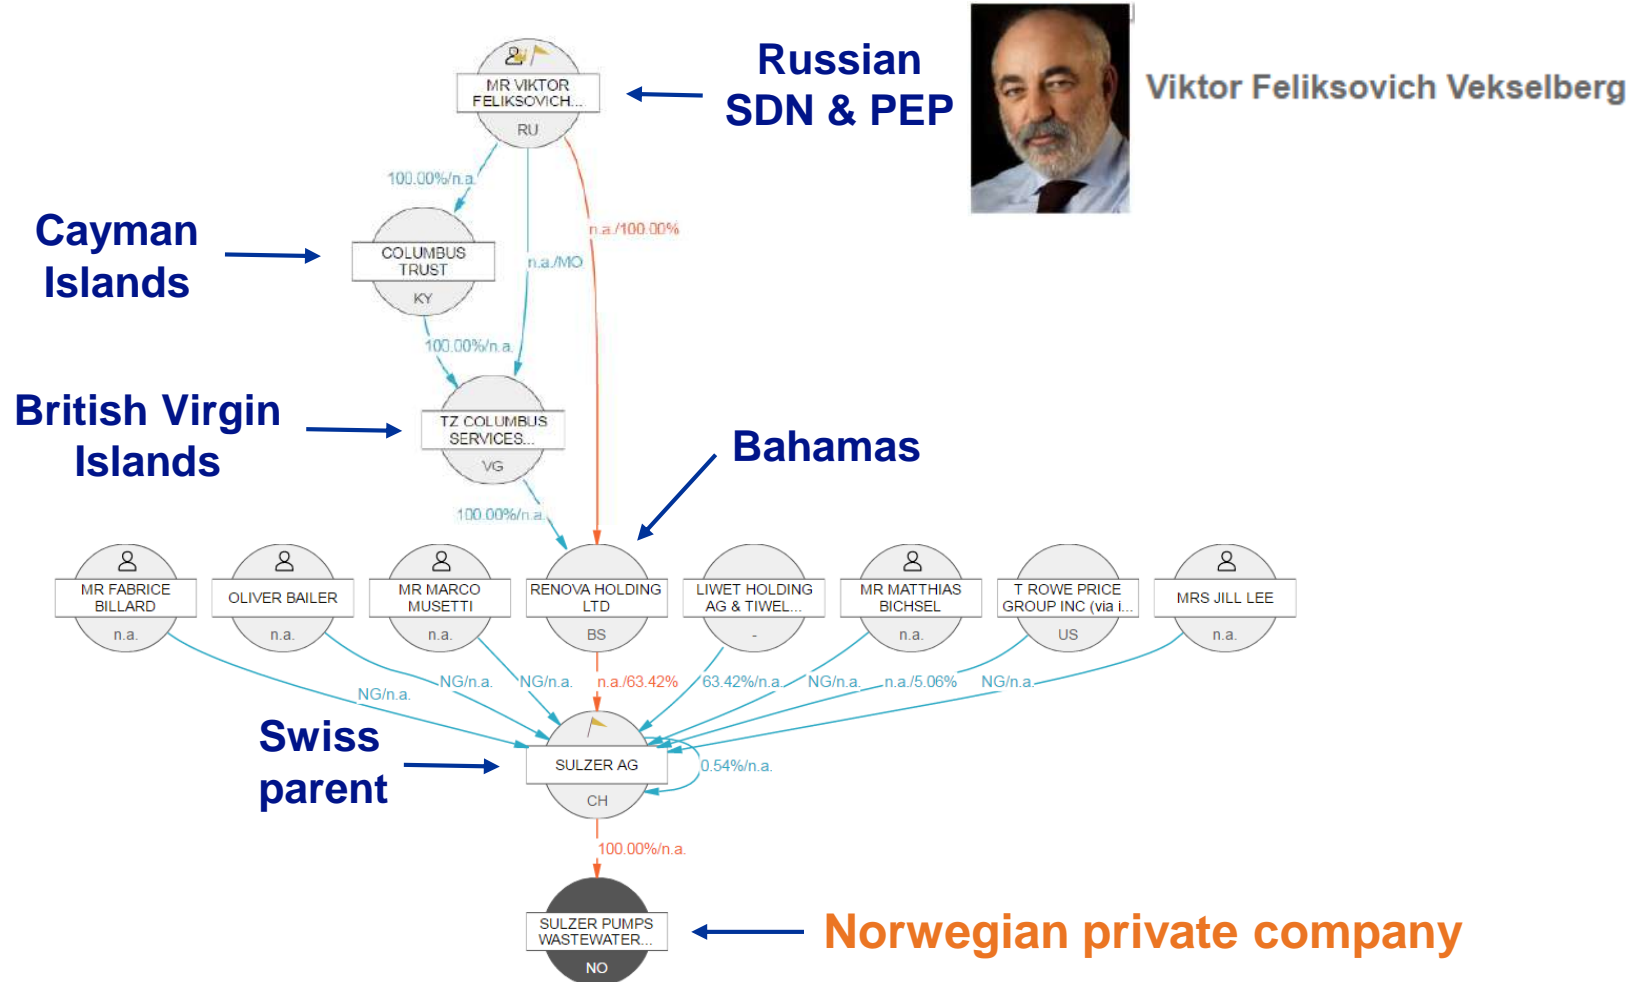 MR VIKTOR
FELIKSOVICH...
RU
Russian
SDN & PEP
Viktor Feliksovich Vekselberg
100.00%/n.a.
n.a./100.00%
n.a./MO
Cayman
Islands
COLUMBUS
TRUST
KY
100.00%/n.a.
British Virgin
Islands
TZ COLUMBUS
SERVICES...
VG
Bahamas
100.00%/n.a.
MR FABRICE
BILLARD
n.a.
OLIVER BAILER
n.a.
MR MARCO
MUSETTI
n.a.
RENOVA HOLDING
LTD
BS
LIWET HOLDING
AG & TIWEL...
-
MR MATTHIAS
BICHSEL
n.a.
T ROWE PRICE
GROUP INC (via i...
US
MRS JILL LEE
n.a.
NG/n.a.
NG/n.a.
NG/n.a.
n.a./63.42%
63.42%/n.a.
NG/n.a.
n.a./5.06%
NG/n.a.
Swiss
parent
SULZER AG
CH
0.54%/n.a.
100.00%/n.a.
SULZER PUMPS
WASTEWATER...
NO
Norwegian private company